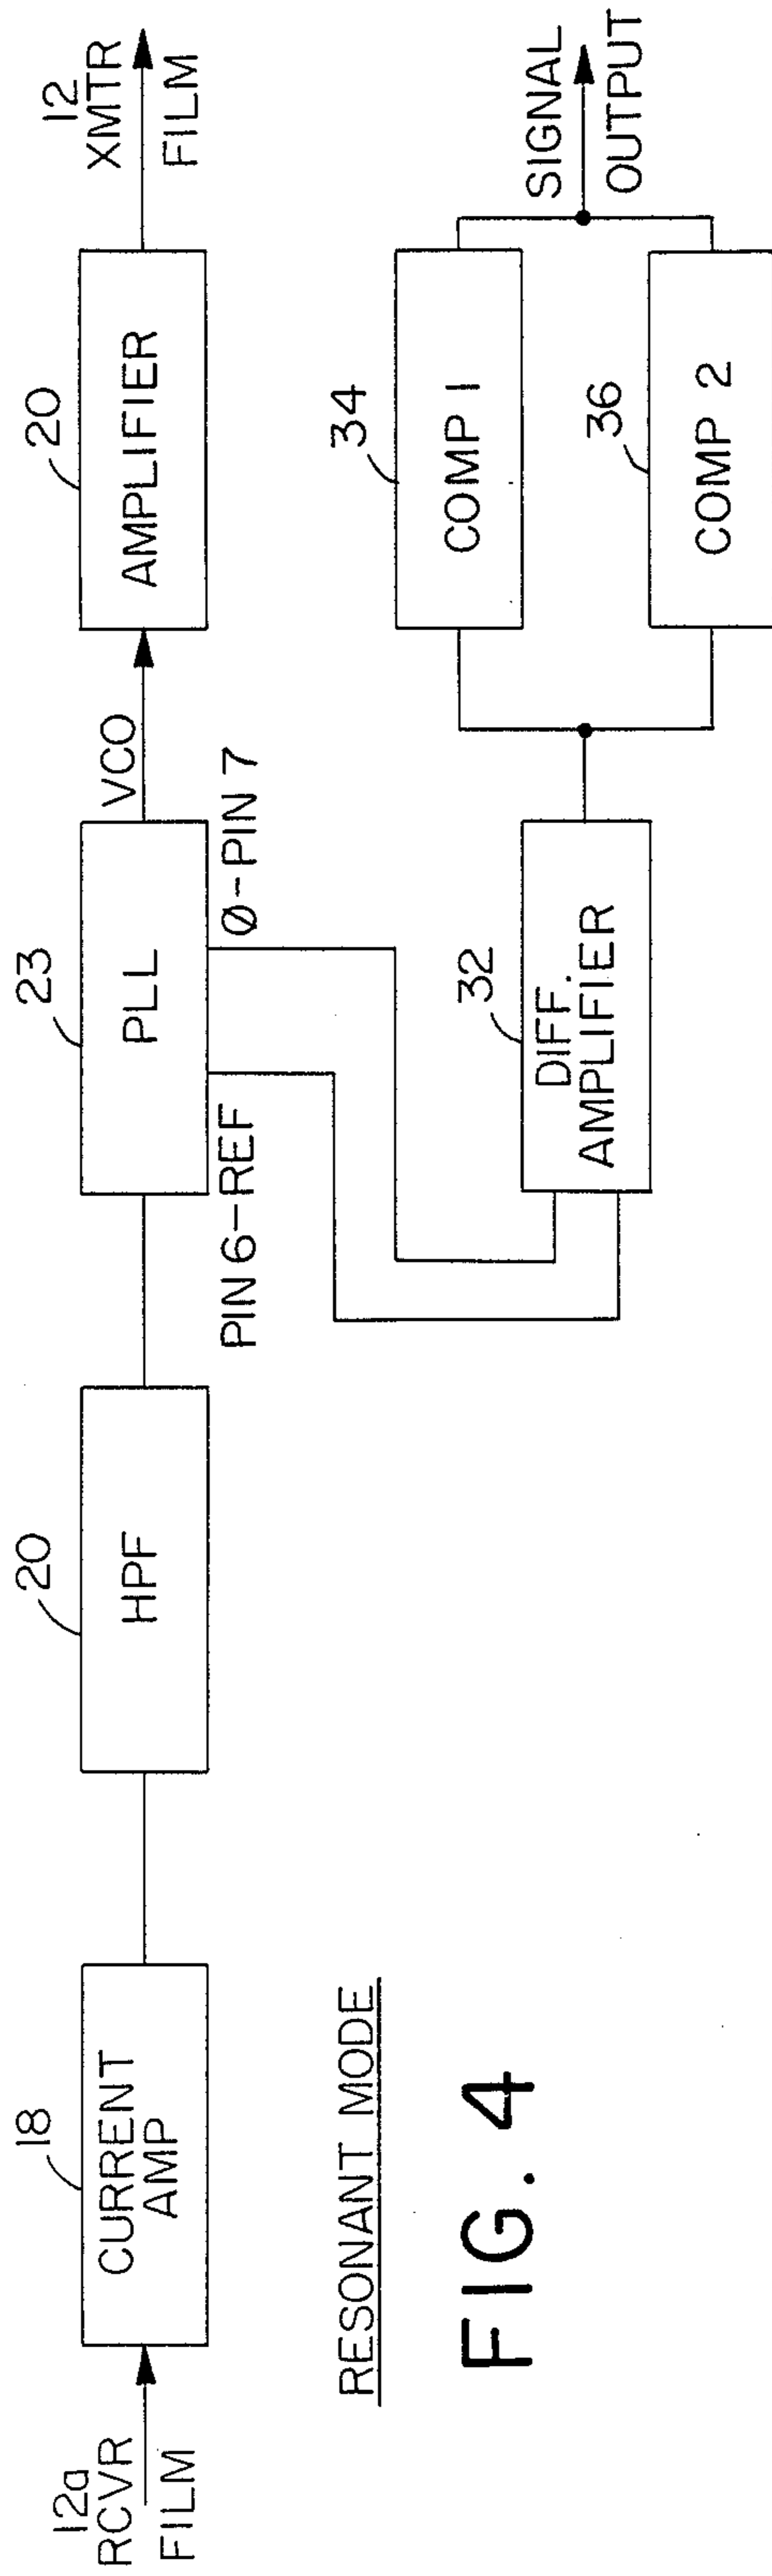 12a
RCVR
FILM
18
CURRENT
AMP
20
HPF
23
PLL
PIN 6-REF
Ø-PIN 7
VCO
20
AMPLIFIER
12
XMTR
FILM
32
DIFF.
AMPLIFIER
34
COMP 1
36
COMP 2
SIGNAL
OUTPUT
RESONANT MODE
FIG. 4